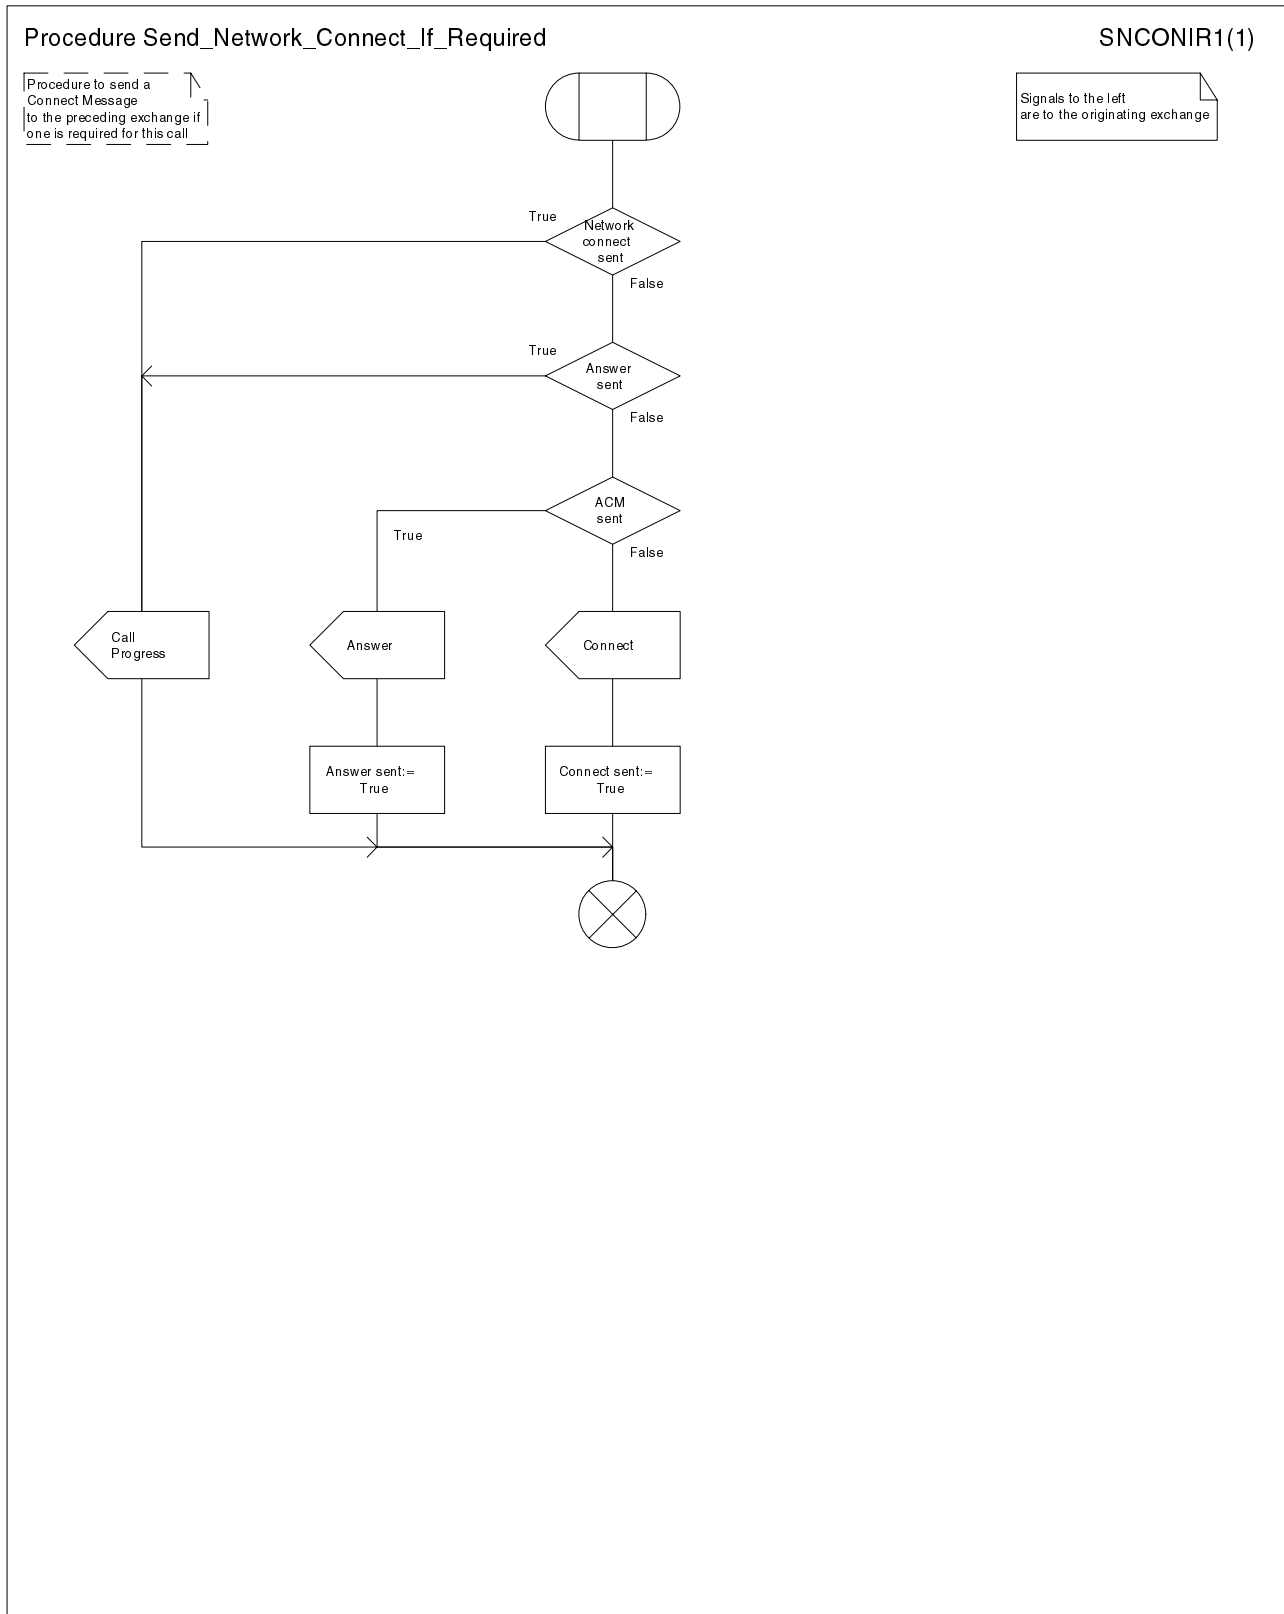 Procedure Send_Network_Connect_If_Required
SNCONIR1(1)
Procedure to send a
Connect Message
to the preceding exchange if
one is required for this call
Signals to the left
are to the originating exchange
True
Network
connect
sent
False
True
Answer
sent
False
ACM
sent
True
False
Call
Progress
Answer
Connect
Answer sent:=
True
Connect sent:=
True